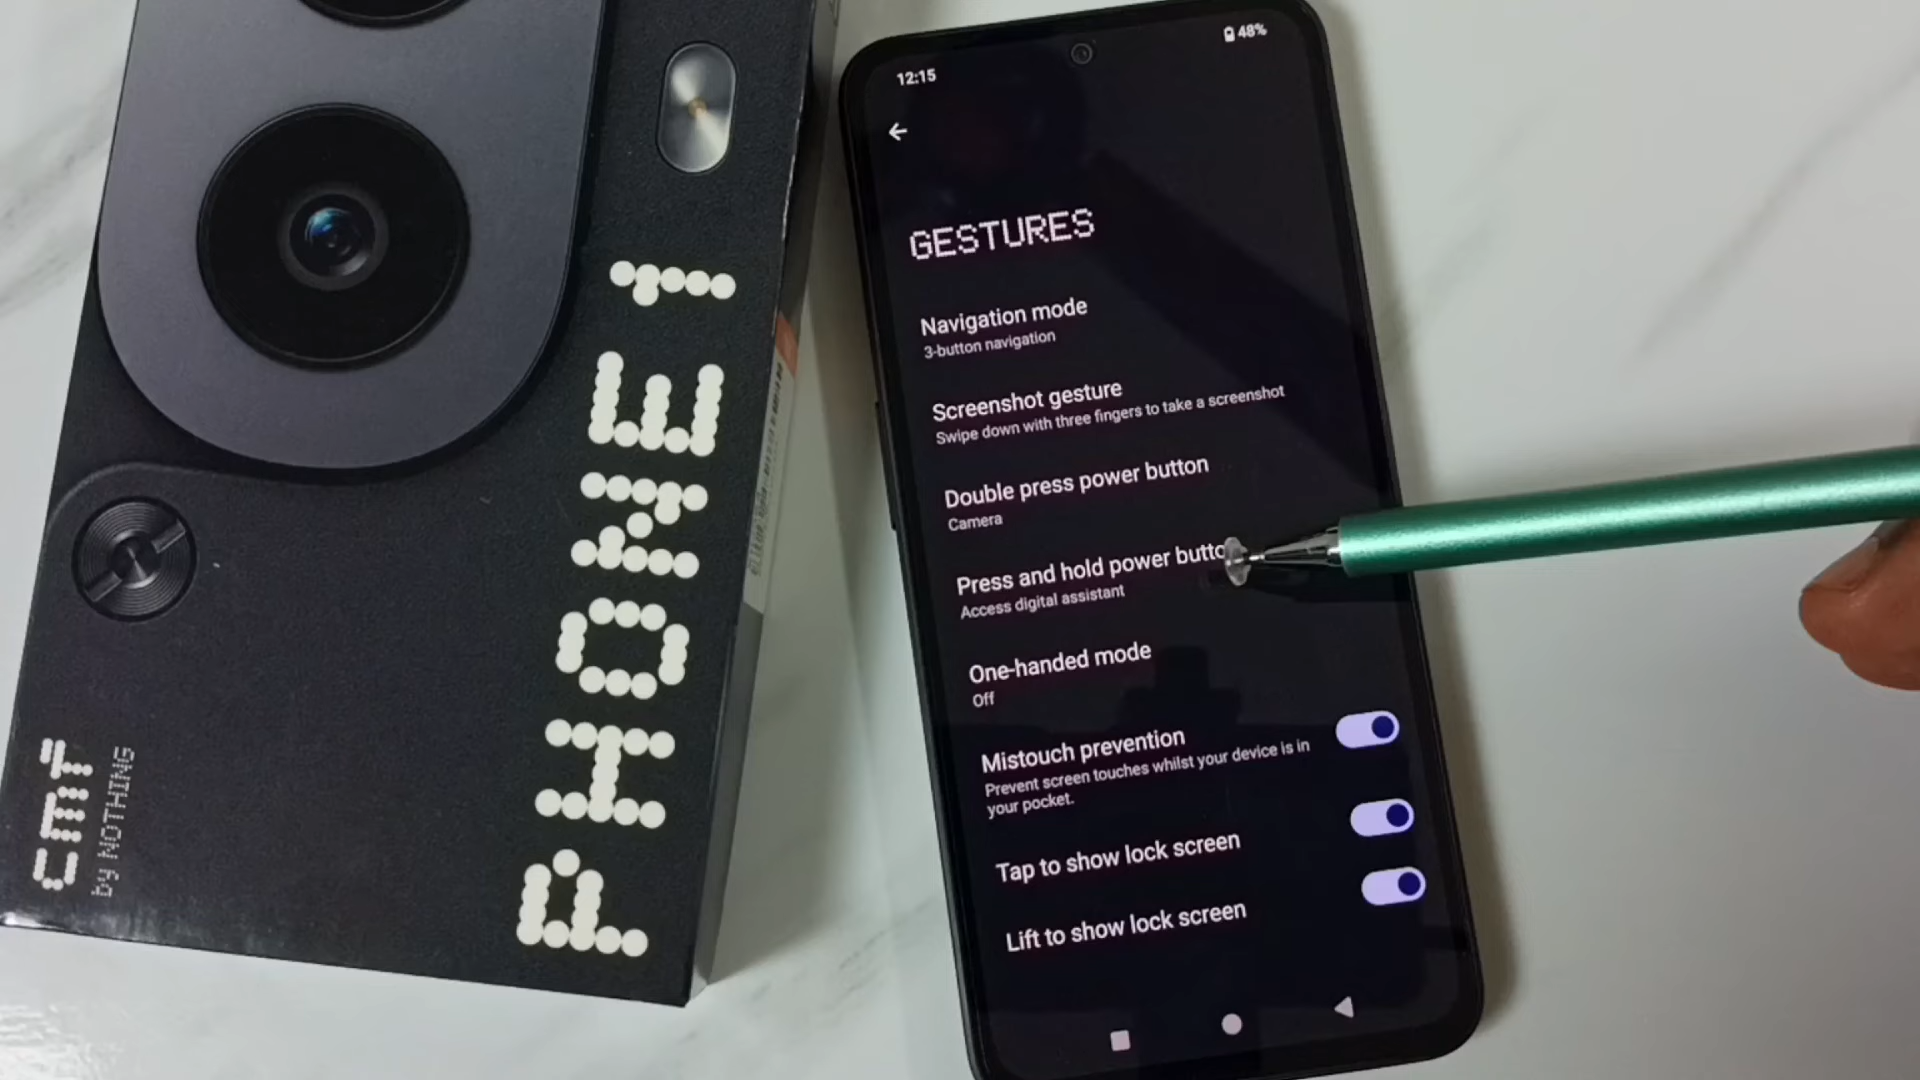 PHONE 1
cmf
by NOTHING
12:15
48%
GESTURES
Navigation mode
3-button navigation
Screenshot gesture
Swipe down with three fingers to take a screenshot
Double press power button
Camera
Press and hold power butto
Access digital assistant
One-handed mode
Off
Mistouch prevention
Prevent screen touches whilst your device is in
your pocket.
Tap to show lock screen
Lift to show lock screen